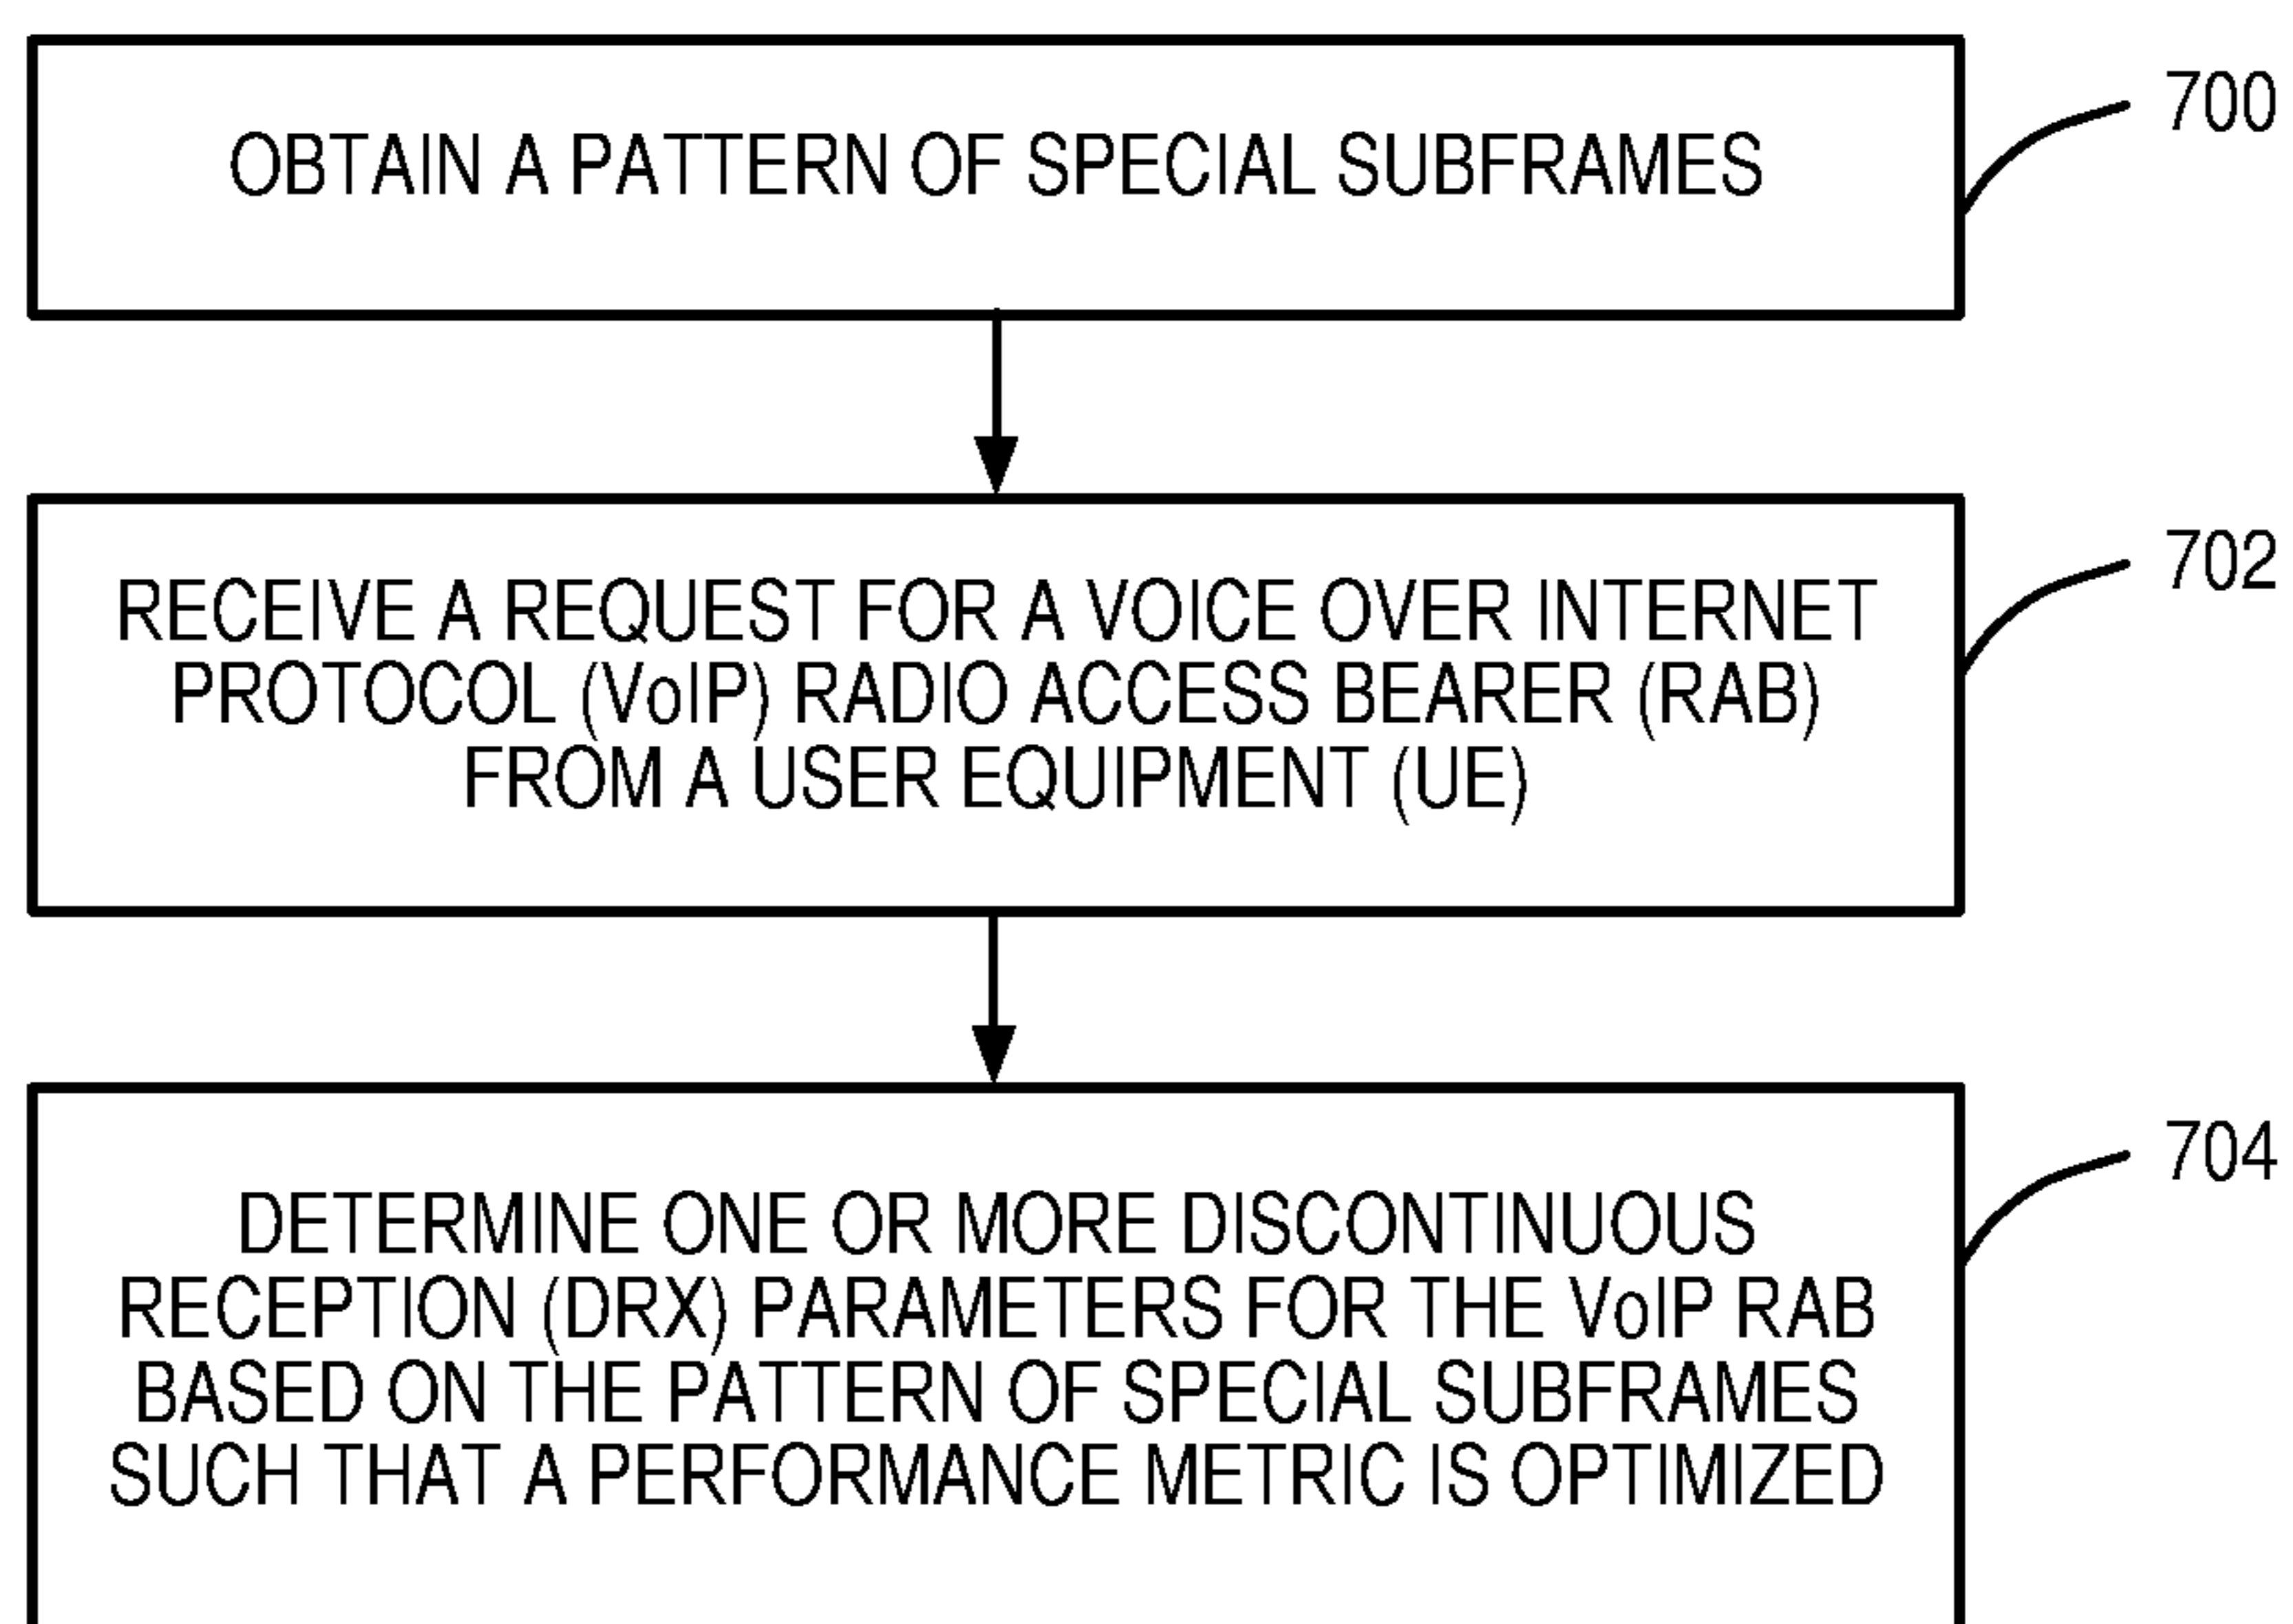 OBTAIN A PATTERN OF SPECIAL SUBFRAMES
700
RECEIVE A REQUEST FOR A VOICE OVER INTERNET
PROTOCOL (VoIP) RADIO ACCESS BEARER (RAB)
FROM A USER EQUIPMENT (UE)
702
DETERMINE ONE OR MORE DISCONTINUOUS
RECEPTION (DRX) PARAMETERS FOR THE VoIP RAB
BASED ON THE PATTERN OF SPECIAL SUBFRAMES
SUCH THAT A PERFORMANCE METRIC IS OPTIMIZED
704